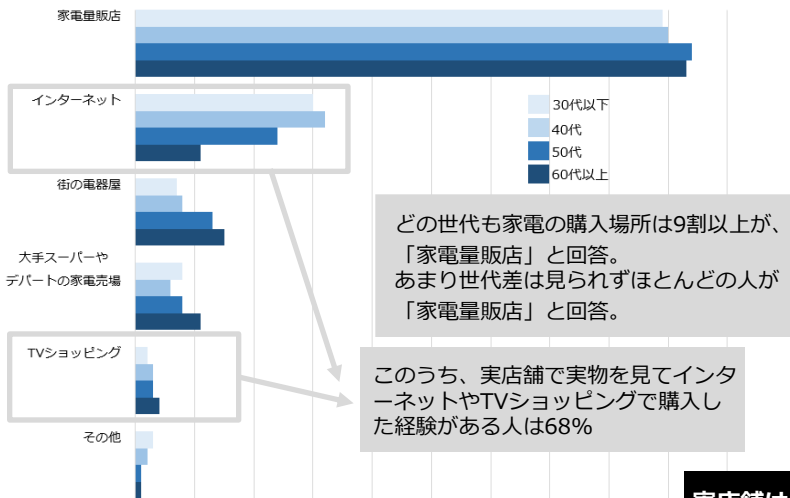 家電量販店
インターネット
30代以下
40代
50代
60代以上
街の電器屋
どの世代も家電の購入場所は9割以上が、
「家電量販店」と回答。
あまり世代差は見られずほとんどの人が
「家電量販店」と回答。
大手スーパーや
デパートの家電売場
TVショッピング
このうち、実店舗で実物を見てインタ
ーネットやTVショッピングで購入し
た経験がある人は68%
その他
実店舗は